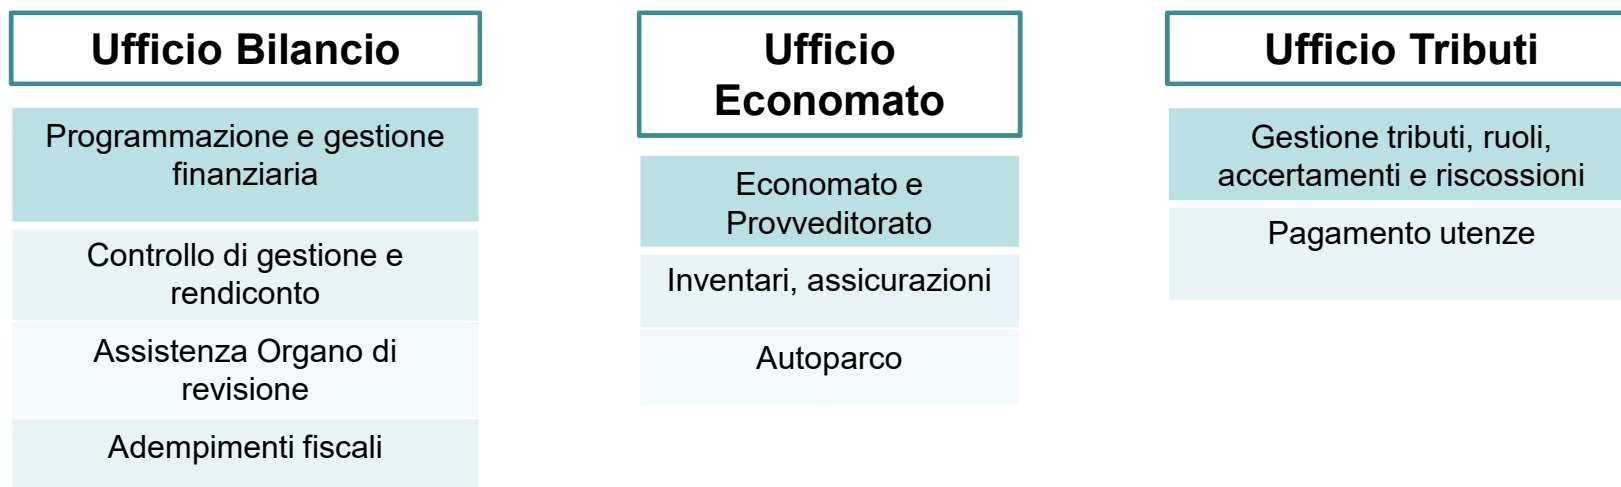 Ufficio Bilancio
Programmazione e gestione
finanziaria
Controllo di gestione e
rendiconto
Assistenza Organo di
revisione
Adempimenti fiscali
Ufficio
Economato
Economato e
Provveditorato
Inventari, assicurazioni
Autoparco
Ufficio Tributi
Gestione tributi, ruoli,
accertamenti e riscossioni
Pagamento utenze